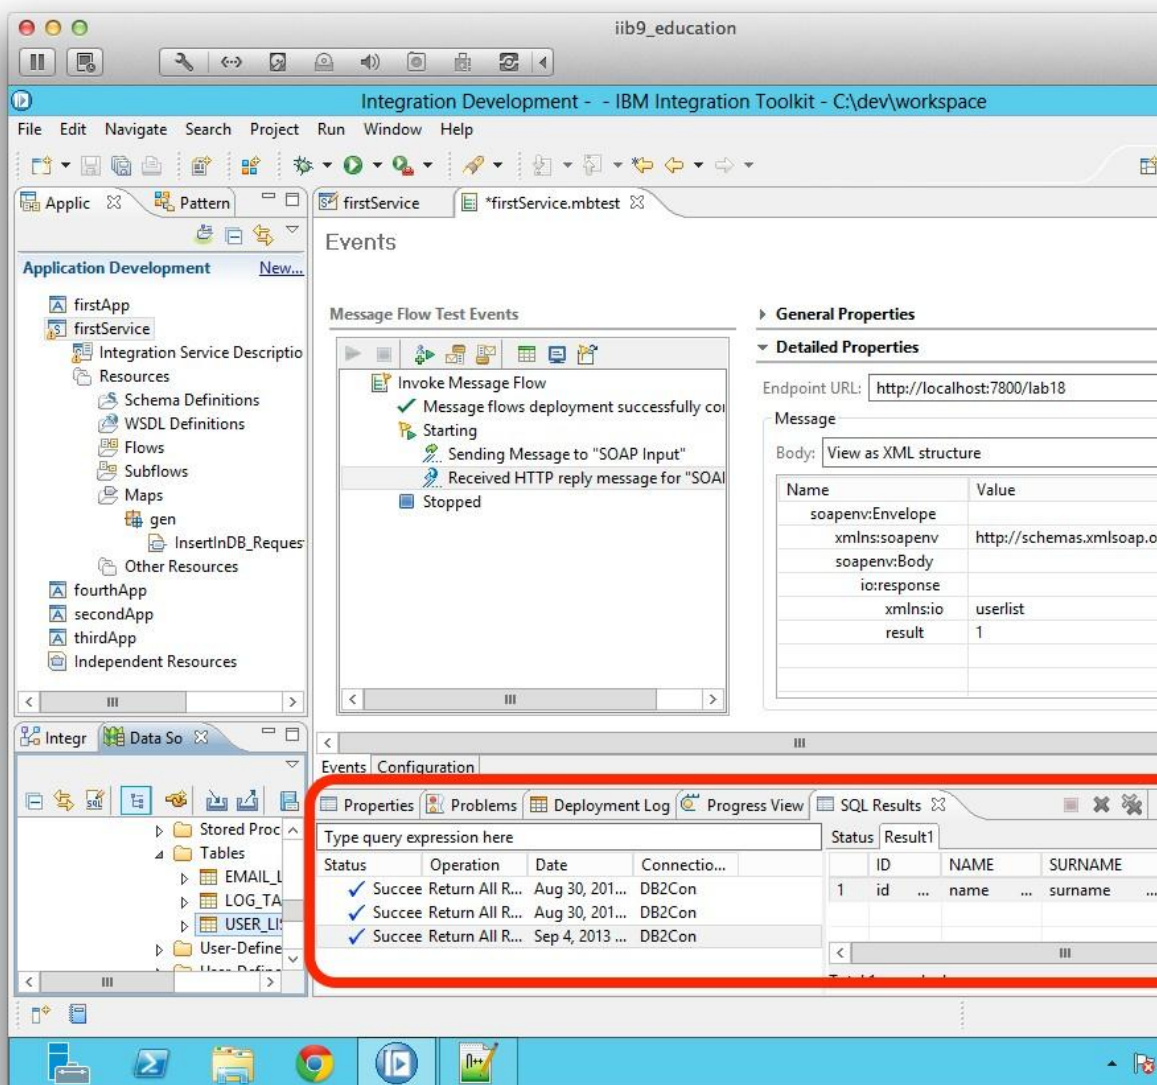 iib9_education
Integration Development - - IBM Integration Toolkit - C:\dev\workspace
File Edit Navigate Search Project Run Window Help
Applic Pattern
firstService *firstService.mbtest
Events
Application Development New...
firstApp
firstService
Integration Service Descriptio
Resources
Schema Definitions
WSDL Definitions
Flows
Subflows
Maps
gen
InsertInDB_Reques
Other Resources
fourthApp
secondApp
thirdApp
Independent Resources
Message Flow Test Events
Invoke Message Flow
Message flows deployment successfully co
Starting
Sending Message to "SOAP Input"
Received HTTP reply message for "SOAI
Stopped
General Properties
Detailed Properties
Endpoint URL: http://localhost:7800/lab18
Message
Body: View as XML structure
Name Value
soapenv:Envelope
xmlns:soapenv http://schemas.xmlsoap.o
soapenv:Body
io:response
xmlns:io userlist
result 1
Events Configuration
Integr Data So
Stored Proc
Tables
EMAIL_L
LOG_TA
USER_LI
User-Define
Properties Problems Deployment Log Progress View SQL Results
Type query expression here
Status Operation Date Connectio...
Succee Return All R... Aug 30, 201... DB2Con
Succee Return All R... Aug 30, 201... DB2Con
Succee Return All R... Sep 4, 2013 ... DB2Con
Status Result1
ID NAME SURNAME
1 id ... name ... surname ...